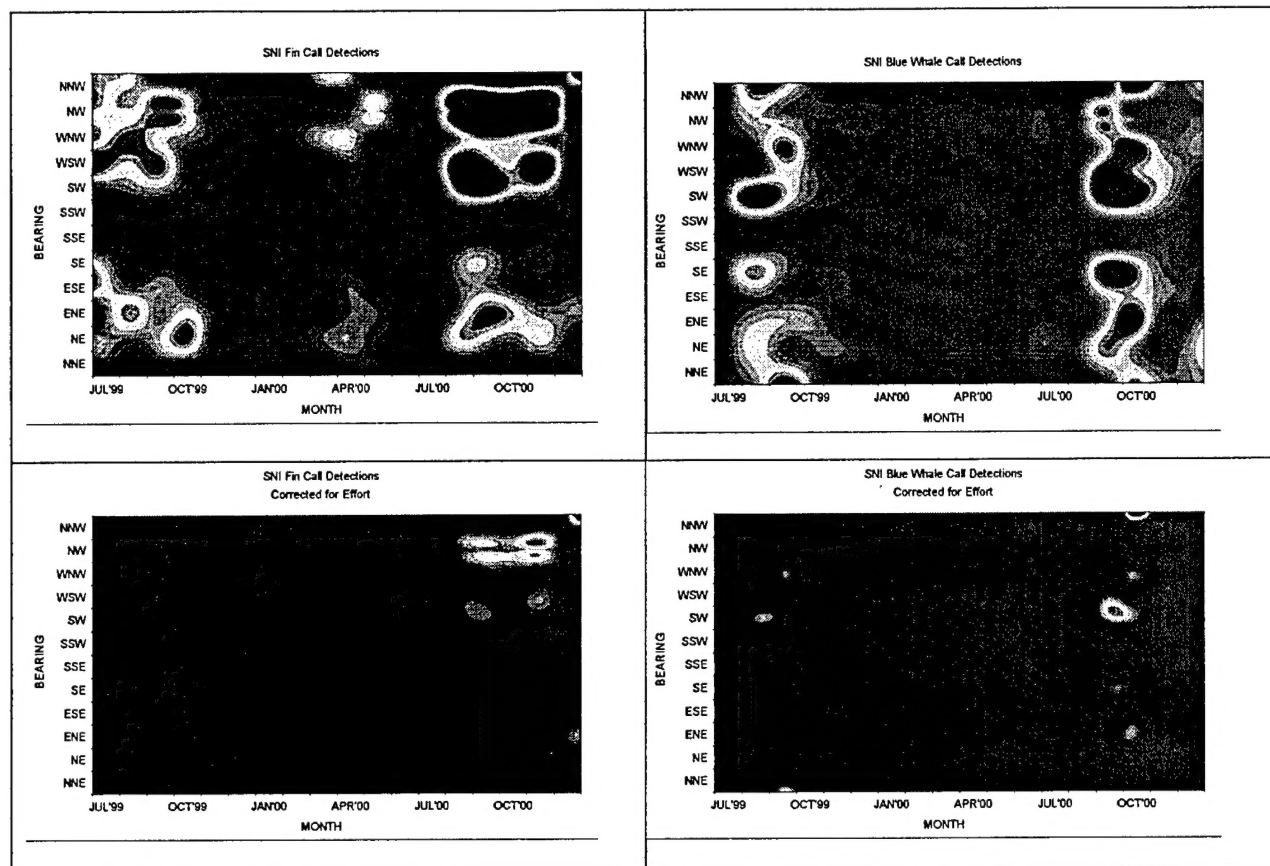 SNI Fin Call Detections
NNW
NW
WNW
WSW
SW
SSW
SSE
SE
ESE
ENE
NE
NNE
BEARING
JUL'99 OCT'99 JAN'00 APR'00 JUL'00 OCT'00
MONTH
SNI Blue Whale Call Detections
NNW
NW
WNW
WSW
SW
SSW
SSE
SE
ESE
ENE
NE
NNE
BEARING
JUL'99 OCT'99 JAN'00 APR'00 JUL'00 OCT'00
MONTH
SNI Fin Call Detections
Corrected for Effort
NNW
NW
WNW
WSW
SW
SSW
SSE
SE
ESE
ENE
NE
NNE
BEARING
JUL'99 OCT'99 JAN'00 APR'00 JUL'00 OCT'00
MONTH
SNI Blue Whale Call Detections
Corrected for Effort
NNW
NW
WNW
WSW
SW
SSW
SSE
SE
ESE
ENE
NE
NNE
BEARING
JUL'99 OCT'99 JAN'00 APR'00 JUL'00 OCT'00
MONTH